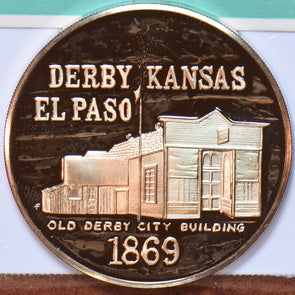 DERBY KANSAS
EL PASO
OLD DERBY CITY BUILDING
1869